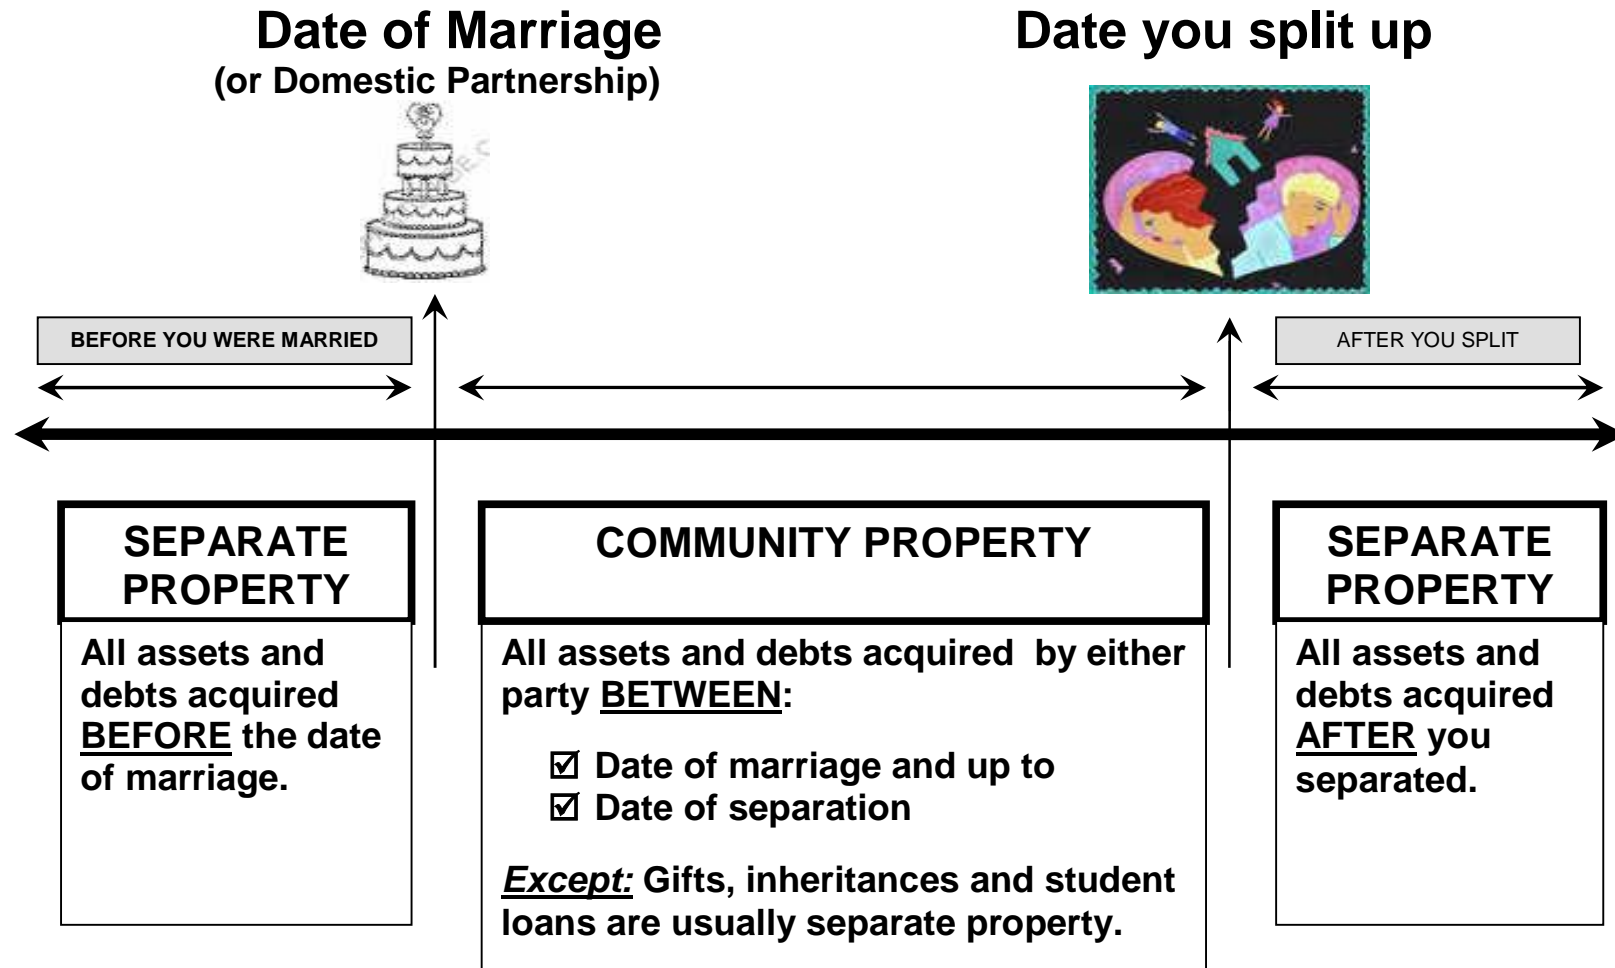 Date of Marriage
(or Domestic Partnership)
Date you split up
BEFORE YOU WERE MARRIED
AFTER YOU SPLIT
SEPARATE
PROPERTY
All assets and
debts acquired
BEFORE the date
of marriage.
COMMUNITY PROPERTY
All assets and debts acquired  by either
party BETWEEN:
☑ Date of marriage and up to
☑ Date of separation
Except: Gifts, inheritances and student
loans are usually separate property.
SEPARATE
PROPERTY
All assets and
debts acquired
AFTER you
separated.